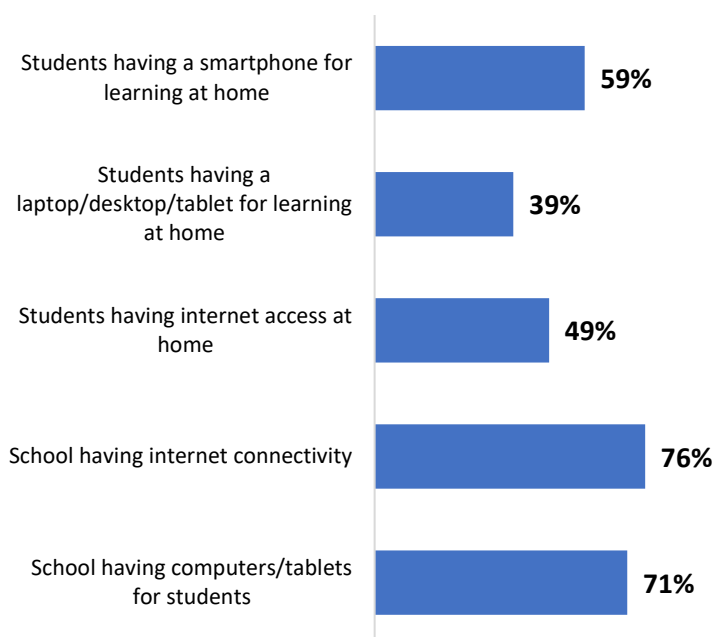 Students having a smartphone for
learning at home
59%
Students having a
laptop/desktop/tablet for learning
at home
39%
Students having internet access at
home
49%
School having internet connectivity
76%
School having computers/tablets
for students
71%